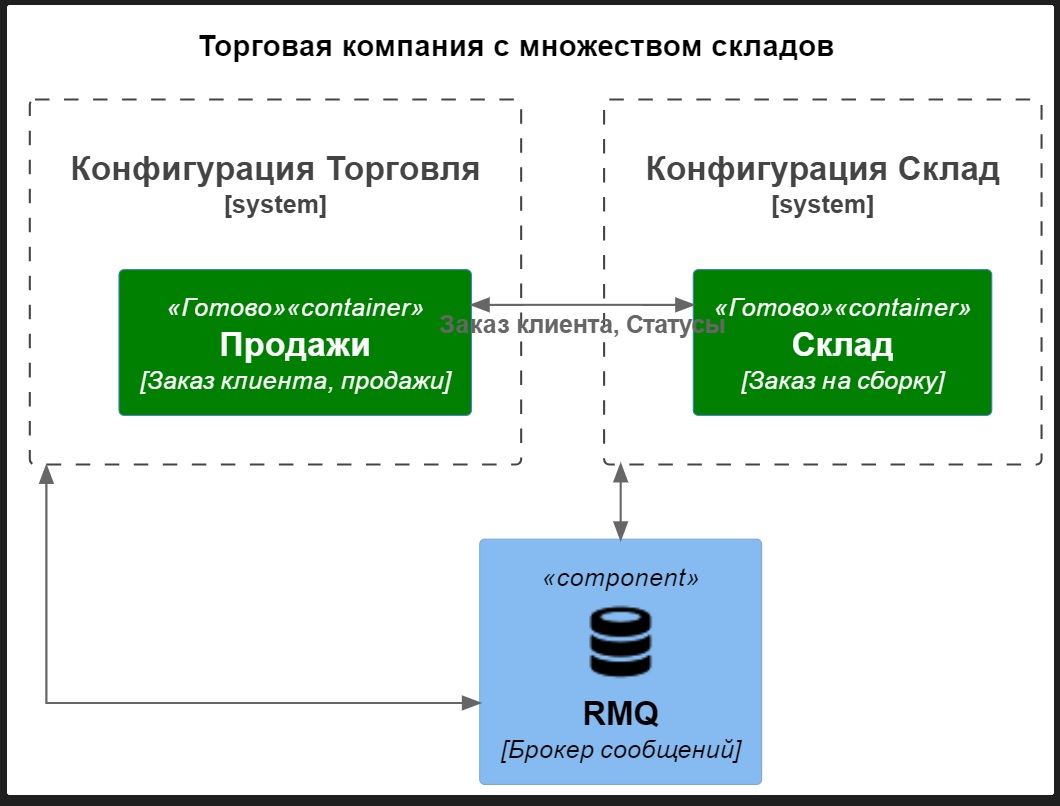 Торговая компания с множеством складов
Конфигурация Торговля
[system]
«Готово»«container»
Продажи
[Заказ клиента, продажи]
Заказ клиента, Статусы
Конфигурация Склад
[system]
«Готово»«container»
Склад
[Заказ на сборку]
«component»
RMQ
[Брокер сообщений]